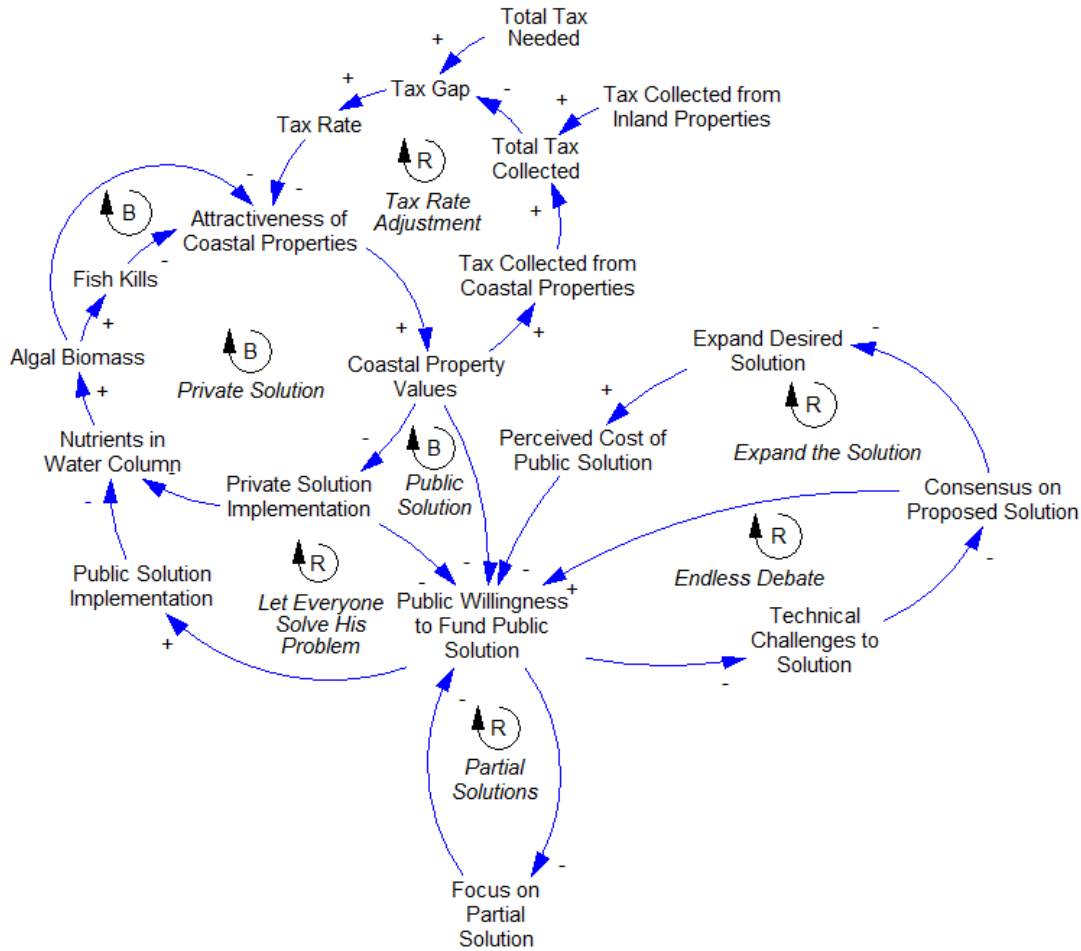 Total Tax
Needed
+
+
Tax Gap
-
+
Tax Collected from
Inland Properties
Tax Rate
Total Tax
Collected
R
Tax Rate
Adjustment
-
-
B
Attractiveness of
Coastal Properties
+
-
Fish Kills
Tax Collected from
Coastal Properties
+
+
+
Algal Biomass
B
Private Solution
Coastal Property
Values
Expand Desired
Solution
-
+
+
R
Expand the Solution
Nutrients in
Water Column
-
-
-
B
Public
Solution
Perceived Cost of
Public Solution
Private Solution
Implementation
Consensus on
Proposed Solution
R
Endless Debate
-
Public Solution
Implementation
R
Let Everyone
Solve His
Problem
-
-
-
+
Public Willingness
to Fund Public
Solution
Technical
Challenges to
Solution
+
-
-
R
Partial
Solutions
-
Focus on
Partial
Solution